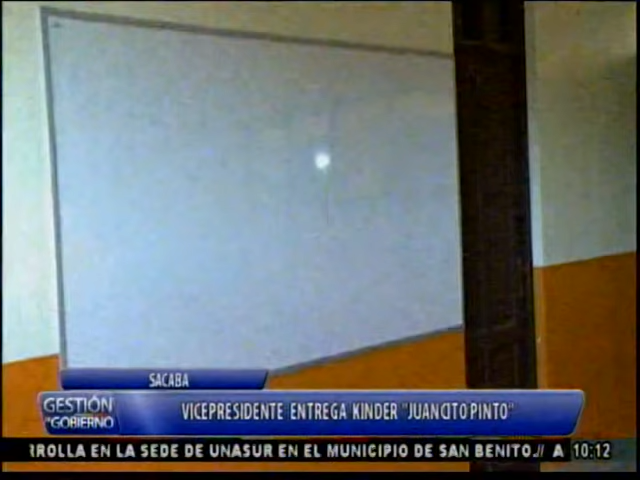 SACABA
GESTIÓN
DE GOBIERNO
VICEPRESIDENTE ENTREGA KINDER "JUANCITO PINTO"
RROLLA EN LA SEDE DE UNASUR EN EL MUNICIPIO DE SAN BENITO.// A
10:12